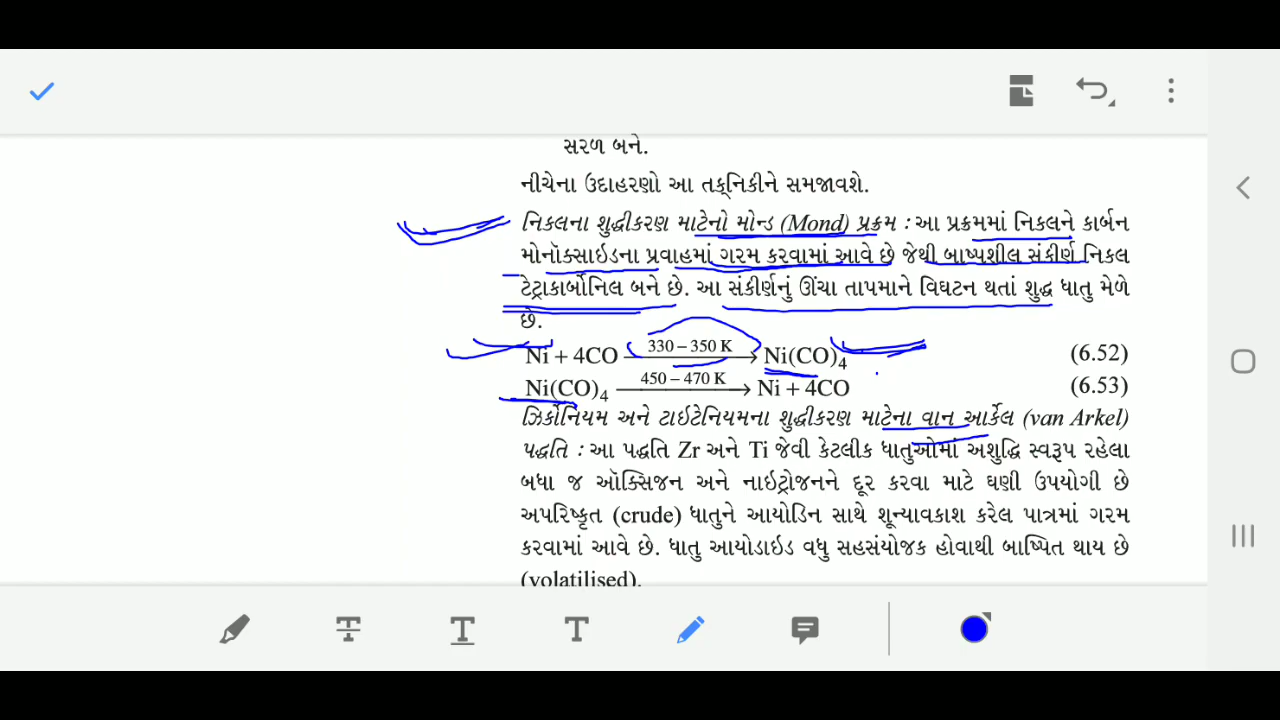 સરળ બને.
નીચેના ઉદાહરણો આ તક્નિકીને સમજાવશે.
નિકલના શુદ્ધીકરણ માટેનો મોન્ડ (Mond) પ્રક્રમ : આ પ્રક્રમમાં નિકલને કાર્બન
મોનૉક્સાઇડના પ્રવાહમાં ગરમ કરવામાં આવે છે જેથી બાષ્પશીલ સંકીર્ણ નિકલ
ટેટ્રાકાર્બોનિલ બને છે. આ સંકીર્ણનું ઊંચા તાપમાને વિઘટન થતાં શુદ્ધ ધાતુ મેળે
છે.
Ni + 4CO 330 – 350 K → Ni(CO)₄ (6.52)
Ni(CO)₄ 450 – 470 K → Ni + 4CO (6.53)
ઝિર્કોનિયમ અને ટાઇટેનિયમના શુદ્ધીકરણ માટેના વાન આર્કેલ (van Arkel)
પદ્ધતિ : આ પદ્ધતિ Zr અને Ti જેવી કેટલીક ધાતુઓમાં અશુદ્ધિ સ્વરૂપ રહેલા
બધા જ ઑક્સિજન અને નાઇટ્રોજનને દૂર કરવા માટે ઘણી ઉપયોગી છે
અપરિષ્કૃત (crude) ધાતુને આયોડિન સાથે શૂન્યાવકાશ કરેલ પાત્રમાં ગરમ
કરવામાં આવે છે. ધાતુ આયોડાઇડ વધુ સહસંયોજક હોવાથી બાષ્પિત થાય છે
(volatilised).